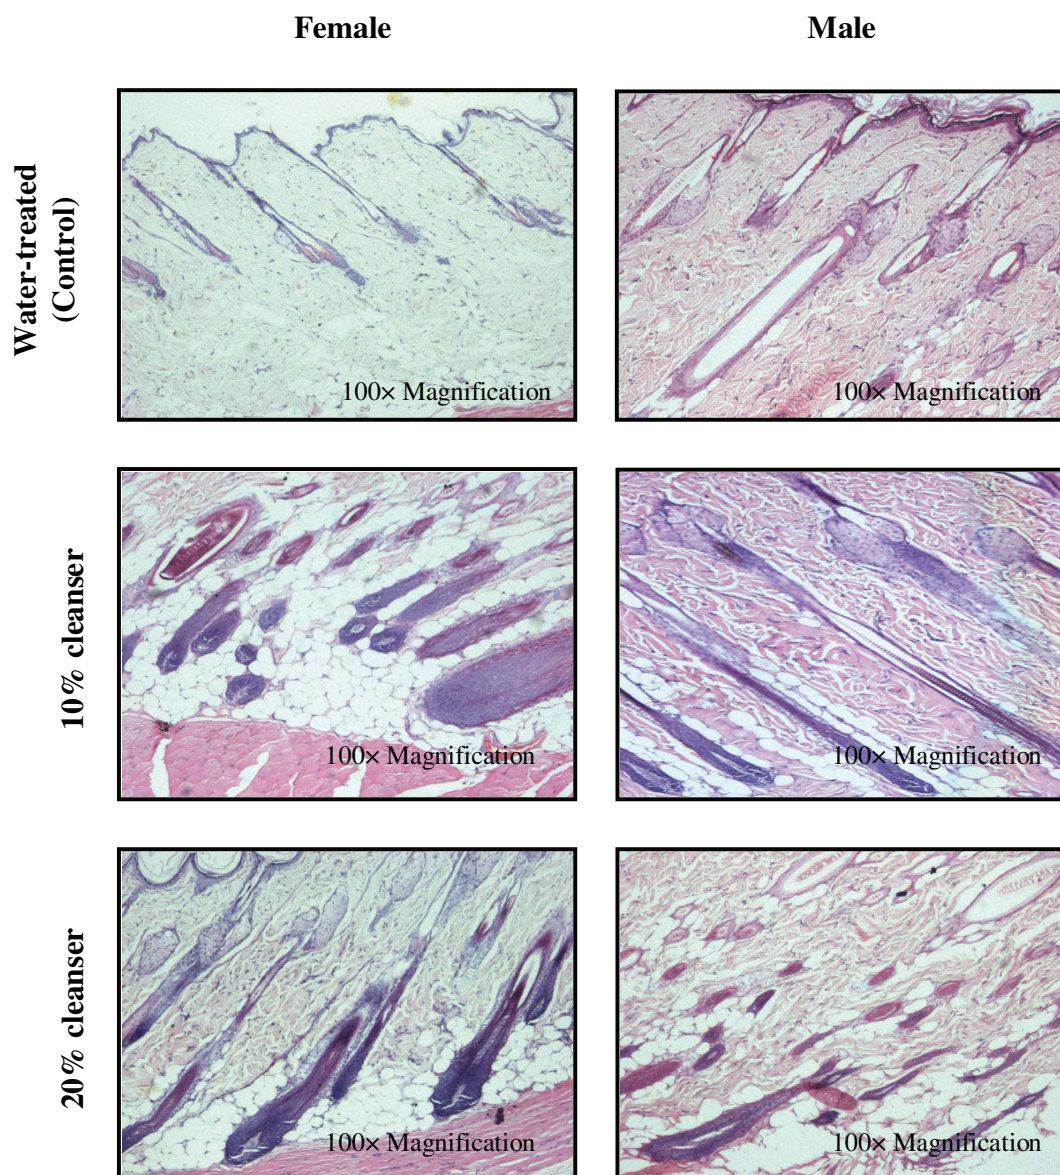 Female
Male
Water-treated
(Control)
100× Magnification
100× Magnification
10% cleanser
100× Magnification
100× Magnification
20% cleanser
100× Magnification
100× Magnification